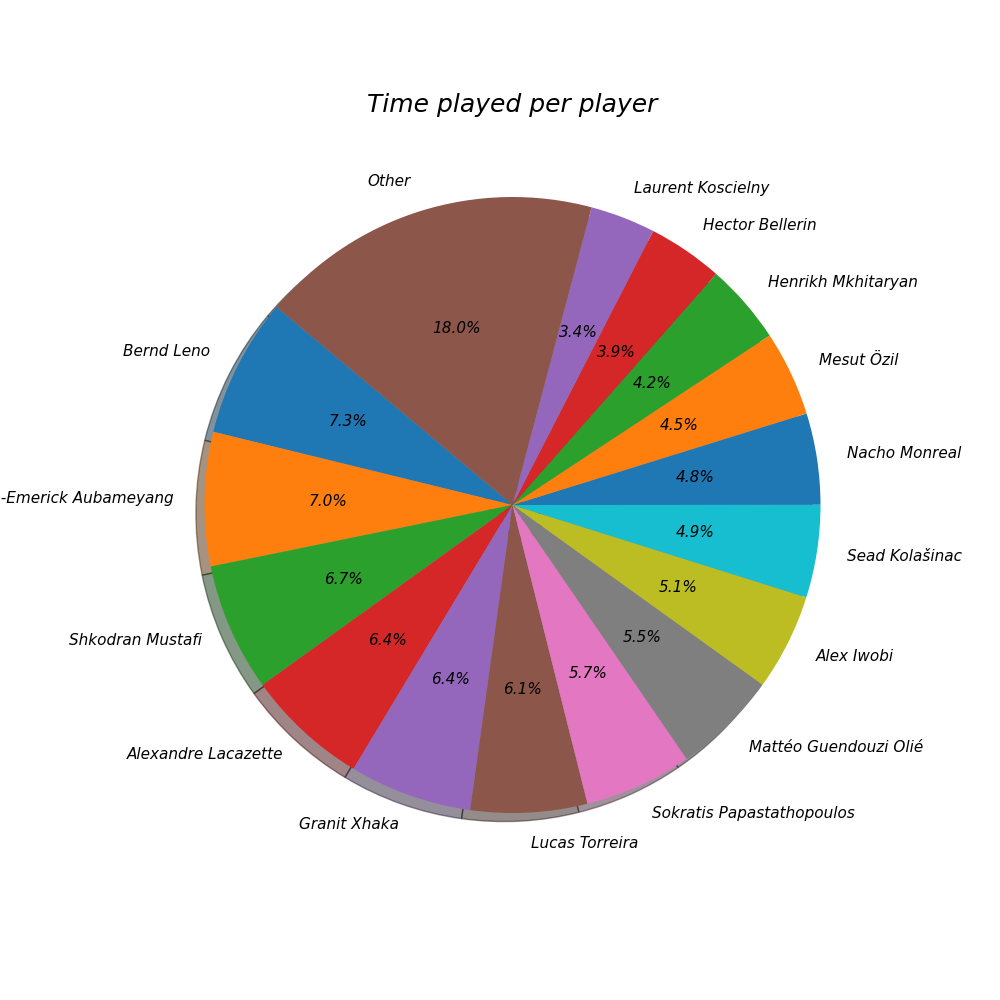 Time played per player
Other
Laurent Koscielny
Hector Bellerin
Henrikh Mkhitaryan
Mesut Özil
Nacho Monreal
Sead Kolašinac
Alex Iwobi
Mattéo Guendouzi Olié
Sokratis Papastathopoulos
Lucas Torreira
Granit Xhaka
Alexandre Lacazette
Shkodran Mustafi
-Emerick Aubameyang
Bernd Leno
18.0%
3.4%
3.9%
4.2%
4.5%
4.8%
4.9%
5.1%
5.5%
5.7%
6.1%
6.4%
6.4%
6.7%
7.0%
7.3%